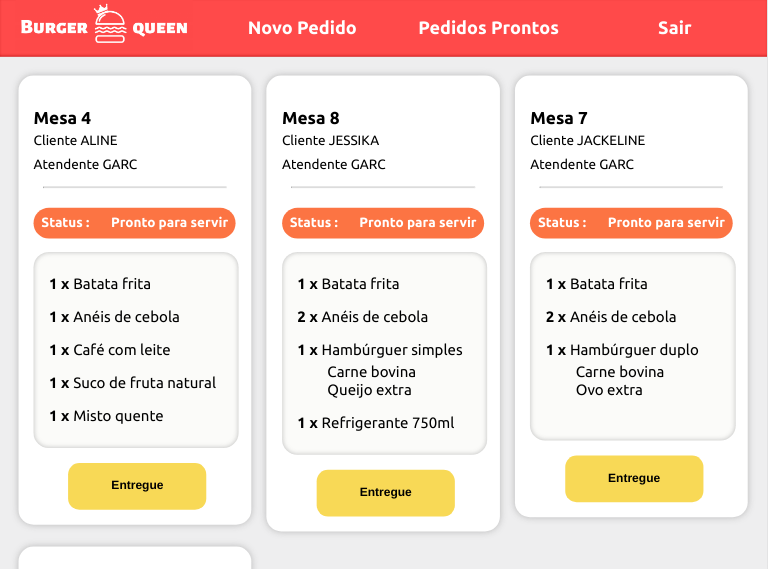 BURGER QUEEN
Novo Pedido
Pedidos Prontos
Sair
Mesa 4
Cliente ALINE
Atendente GARC
Status : Pronto para servir
1 x Batata frita
1 x Anéis de cebola
1 x Café com leite
1 x Suco de fruta natural
1 x Misto quente
Entregue
Mesa 8
Cliente JESSIKA
Atendente GARC
Status : Pronto para servir
1 x Batata frita
2 x Anéis de cebola
1 x Hambúrguer simples
Carne bovina
Queijo extra
1 x Refrigerante 750ml
Entregue
Mesa 7
Cliente JACKELINE
Atendente GARC
Status : Pronto para servir
1 x Batata frita
2 x Anéis de cebola
1 x Hambúrguer duplo
Carne bovina
Ovo extra
Entregue